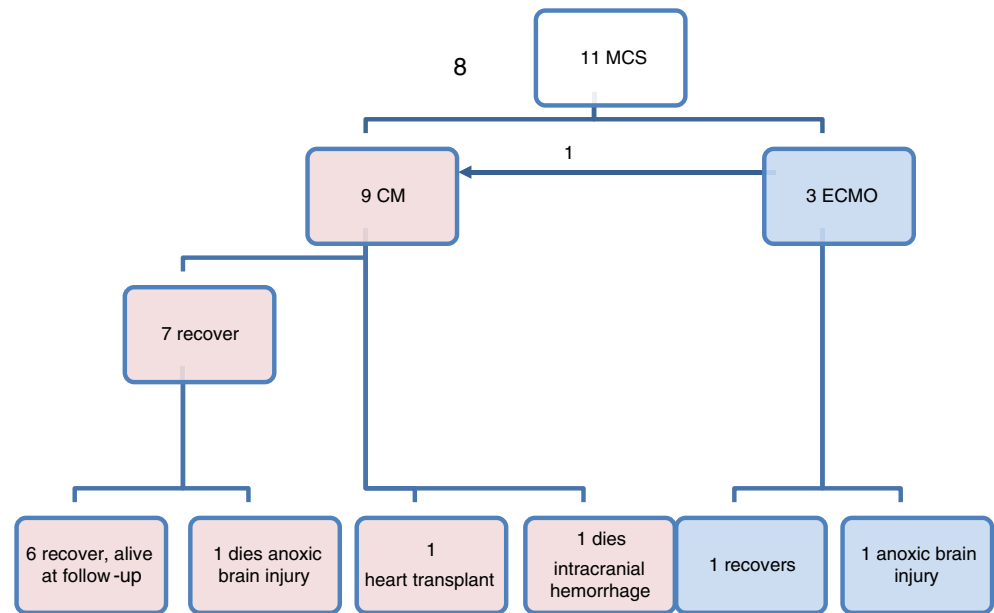 11 MCS
8
1
9 CM
3 ECMO
7 recover
6 recover, alive
at follow-up
1 dies anoxic
brain injury
1
heart transplant
1 dies
intracranial
hemorrhage
1 recovers
1 anoxic brain
injury